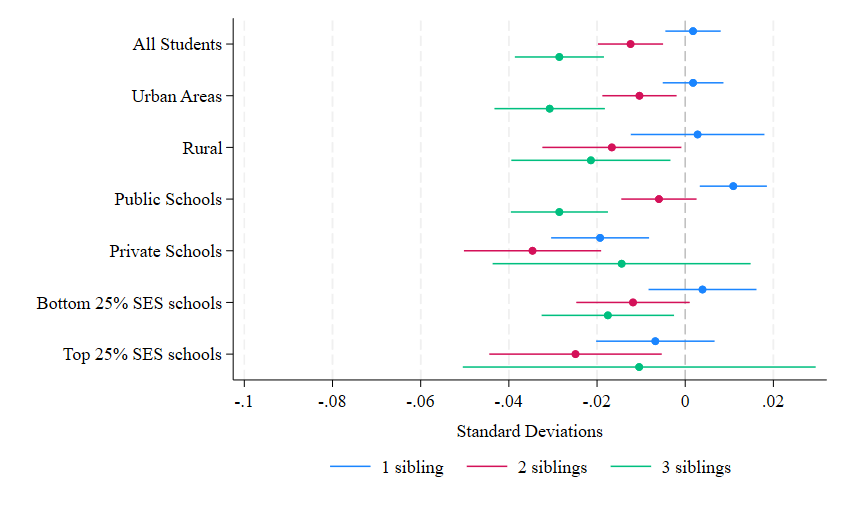 All Students
Urban Areas
Rural
Public Schools
Private Schools
Bottom 25% SES schools
Top 25% SES schools
-.1 -.08 -.06 -.04 -.02 0 .02
Standard Deviations
1 sibling 2 siblings 3 siblings